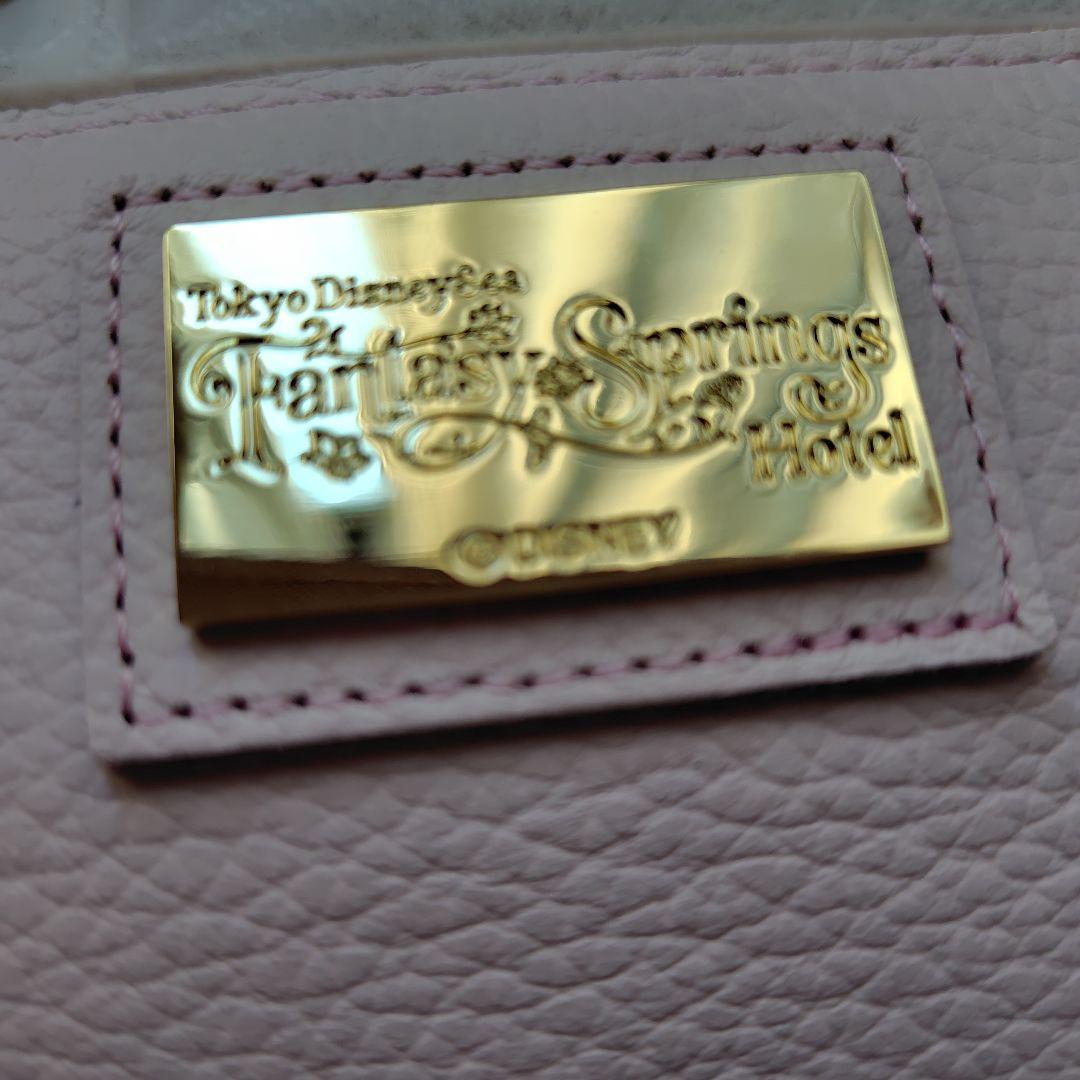 Tokyo DisneySea
Fantasy Springs
Hotel
© DISNEY